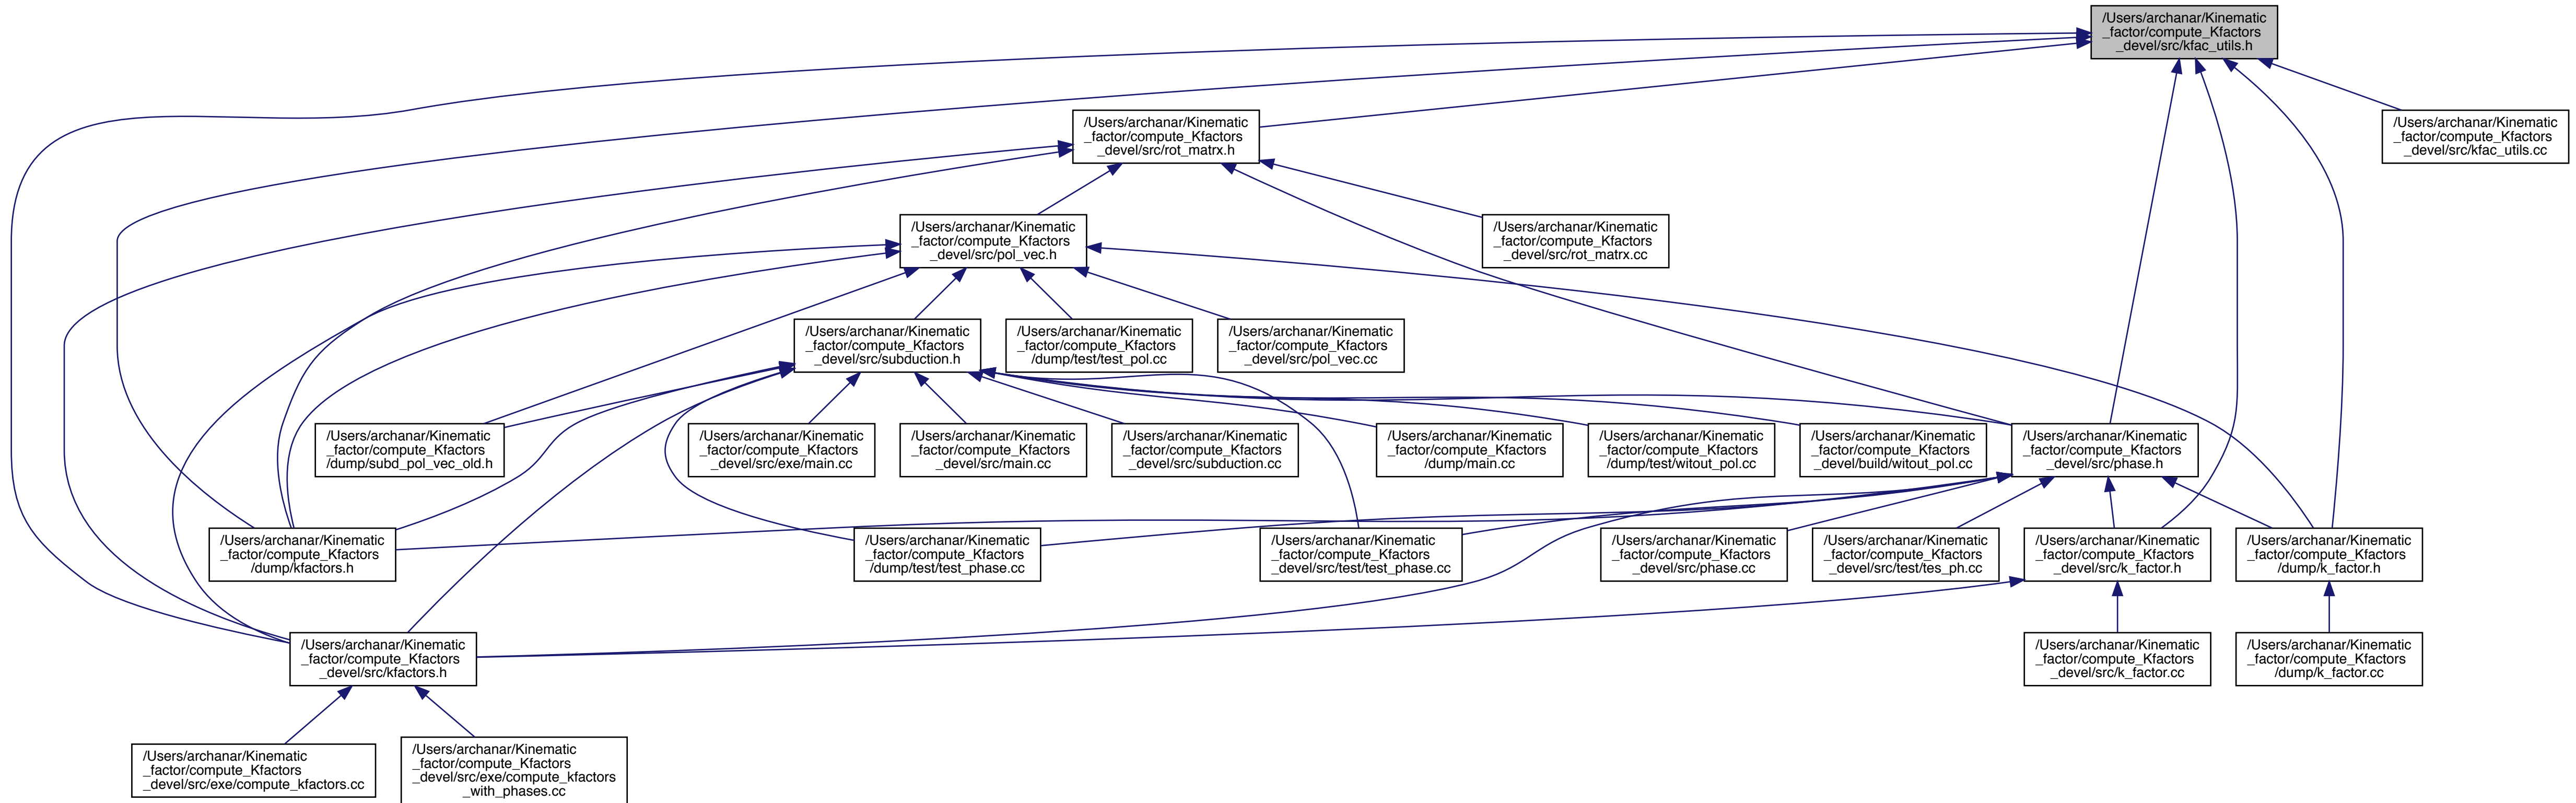 /Users/archanar/Kinematic
_factor/compute_Kfactors
_devel/src/kfac_utils.h
/Users/archanar/Kinematic
_factor/compute_Kfactors
_devel/src/rot_matrx.h
/Users/archanar/Kinematic
_factor/compute_Kfactors
_devel/src/kfac_utils.cc
/Users/archanar/Kinematic
_factor/compute_Kfactors
_devel/src/pol_vec.h
/Users/archanar/Kinematic
_factor/compute_Kfactors
_devel/src/rot_matrx.cc
/Users/archanar/Kinematic
_factor/compute_Kfactors
_devel/src/subduction.h
/Users/archanar/Kinematic
_factor/compute_Kfactors
/dump/test/test_pol.cc
/Users/archanar/Kinematic
_factor/compute_Kfactors
_devel/src/pol_vec.cc
/Users/archanar/Kinematic
_factor/compute_Kfactors
/dump/subd_pol_vec_old.h
/Users/archanar/Kinematic
_factor/compute_Kfactors
_devel/src/exe/main.cc
/Users/archanar/Kinematic
_factor/compute_Kfactors
_devel/src/main.cc
/Users/archanar/Kinematic
_factor/compute_Kfactors
_devel/src/subduction.cc
/Users/archanar/Kinematic
_factor/compute_Kfactors
/dump/main.cc
/Users/archanar/Kinematic
_factor/compute_Kfactors
/dump/test/witout_pol.cc
/Users/archanar/Kinematic
_factor/compute_Kfactors
_devel/build/witout_pol.cc
/Users/archanar/Kinematic
_factor/compute_Kfactors
_devel/src/phase.h
/Users/archanar/Kinematic
_factor/compute_Kfactors
/dump/kfactors.h
/Users/archanar/Kinematic
_factor/compute_Kfactors
/dump/test/test_phase.cc
/Users/archanar/Kinematic
_factor/compute_Kfactors
_devel/src/test/test_phase.cc
/Users/archanar/Kinematic
_factor/compute_Kfactors
_devel/src/phase.cc
/Users/archanar/Kinematic
_factor/compute_Kfactors
_devel/src/test/tes_ph.cc
/Users/archanar/Kinematic
_factor/compute_Kfactors
_devel/src/k_factor.h
/Users/archanar/Kinematic
_factor/compute_Kfactors
/dump/k_factor.h
/Users/archanar/Kinematic
_factor/compute_Kfactors
_devel/src/kfactors.h
/Users/archanar/Kinematic
_factor/compute_Kfactors
_devel/src/k_factor.cc
/Users/archanar/Kinematic
_factor/compute_Kfactors
/dump/k_factor.cc
/Users/archanar/Kinematic
_factor/compute_Kfactors
_devel/src/exe/compute_kfactors.cc
/Users/archanar/Kinematic
_factor/compute_Kfactors
_devel/src/exe/compute_kfactors
_with_phases.cc